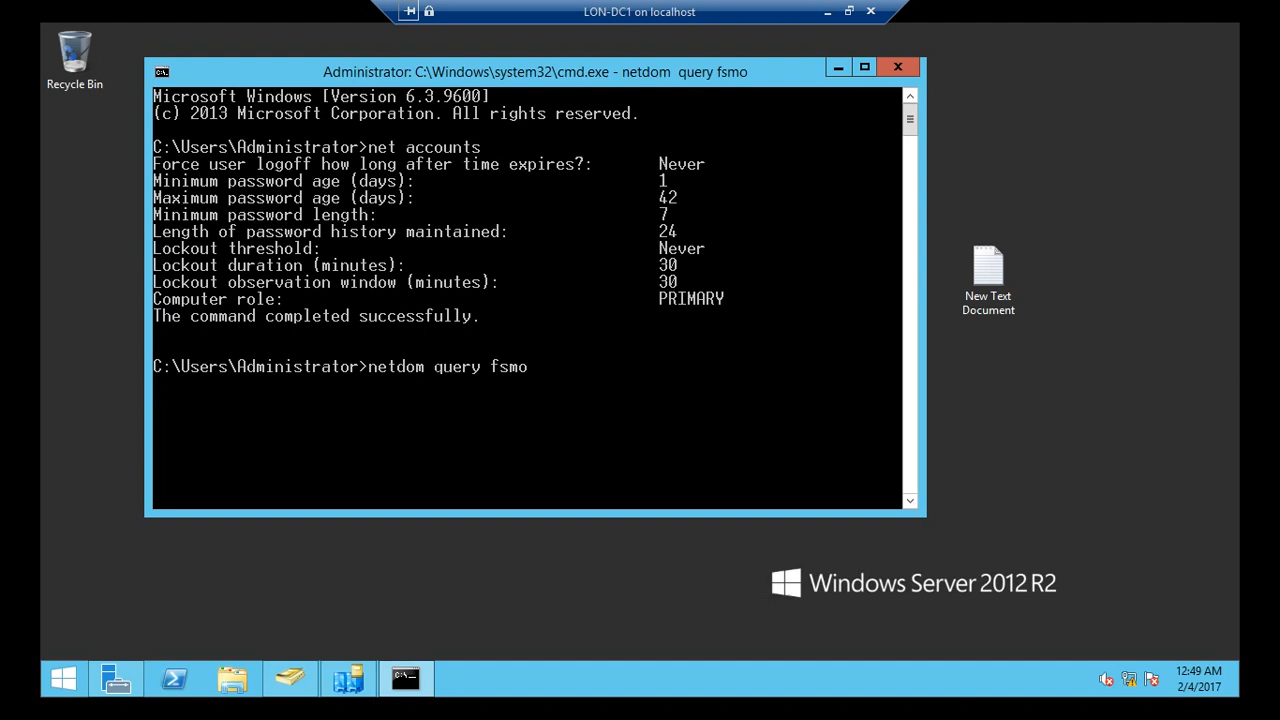 LON-DC1 on localhost
Recycle Bin
Administrator: C:\Windows\system32\cmd.exe - netdom  query fsmo
Microsoft Windows [Version 6.3.9600]
(c) 2013 Microsoft Corporation. All rights reserved.
C:\Users\Administrator>net accounts
Force user logoff how long after time expires?: Never
Minimum password age (days): 1
Maximum password age (days): 42
Minimum password length: 7
Length of password history maintained: 24
Lockout threshold: Never
Lockout duration (minutes): 30
Lockout observation window (minutes): 30
Computer role: PRIMARY
The command completed successfully.
C:\Users\Administrator>netdom query fsmo
New Text
Document
Windows Server 2012 R2
12:49 AM
2/4/2017